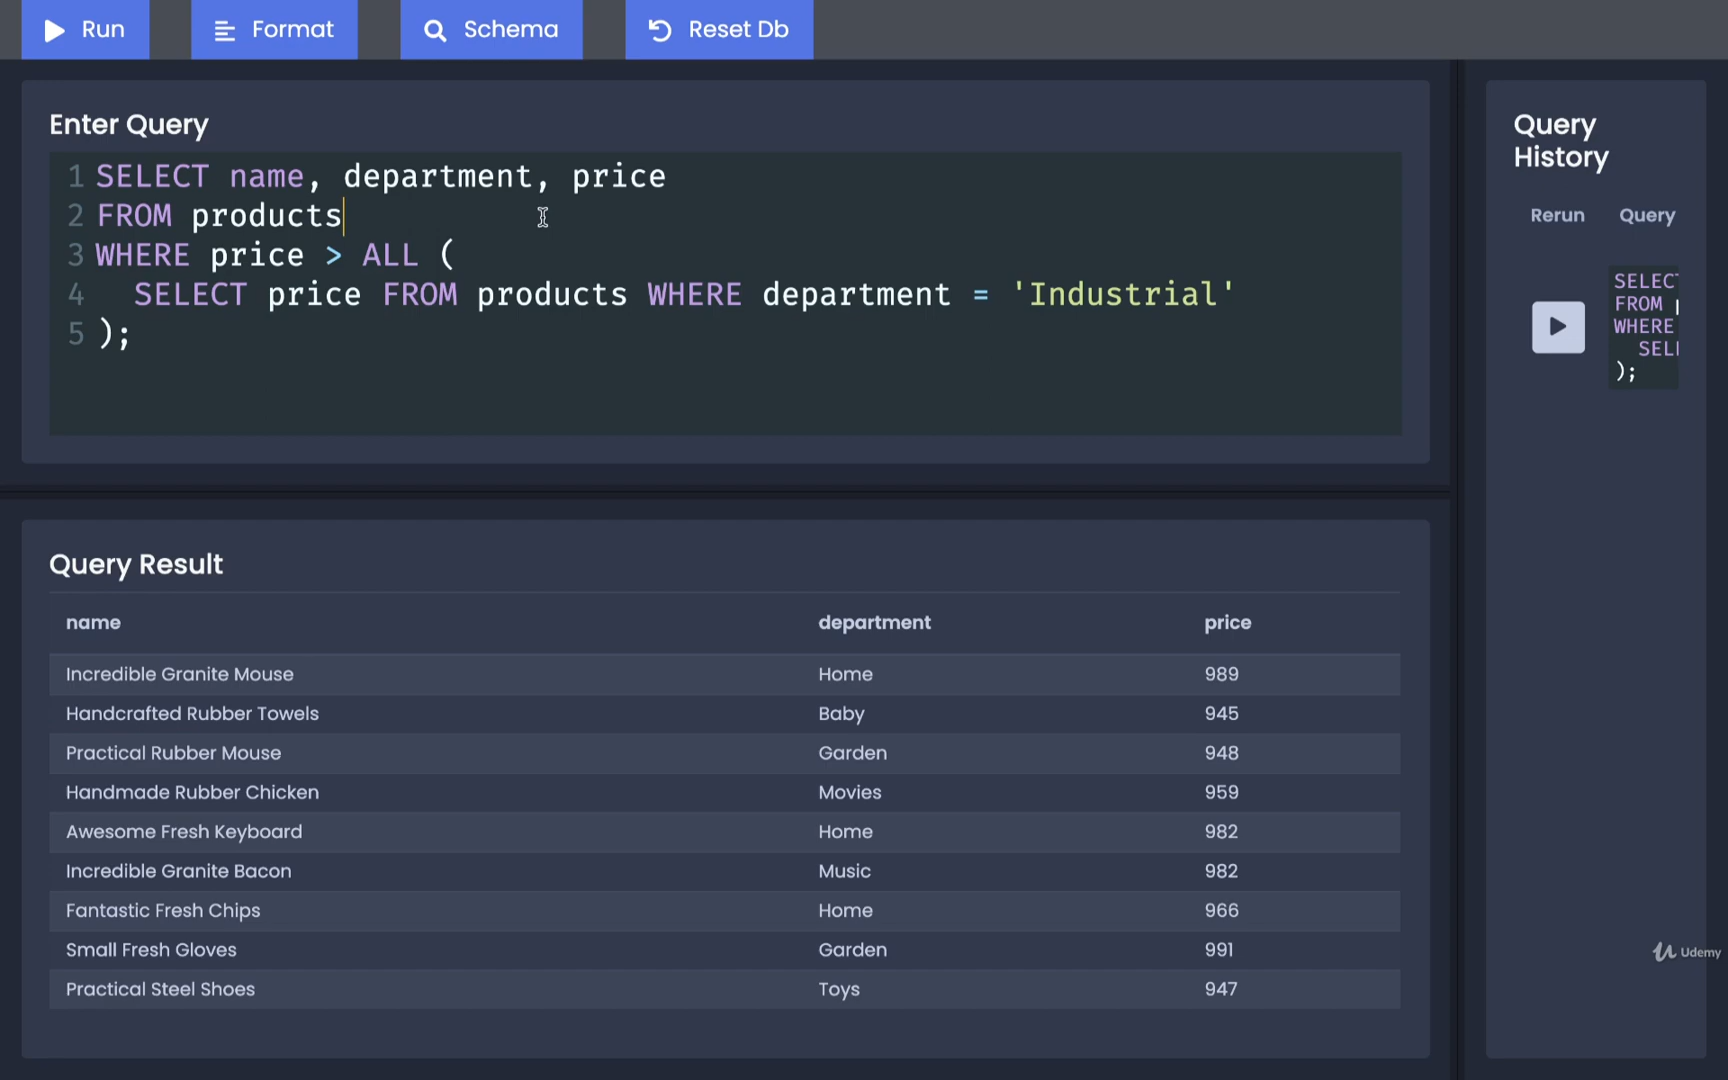 Run
Format
Schema
Reset Db
Enter Query
1 SELECT name, department, price
2 FROM products
3 WHERE price > ALL (
4   SELECT price FROM products WHERE department = 'Industrial'
5 );
Query Result
name department price
Incredible Granite Mouse Home 989
Handcrafted Rubber Towels Baby 945
Practical Rubber Mouse Garden 948
Handmade Rubber Chicken Movies 959
Awesome Fresh Keyboard Home 982
Incredible Granite Bacon Music 982
Fantastic Fresh Chips Home 966
Small Fresh Gloves Garden 991
Practical Steel Shoes Toys 947
Query
History
Rerun Query
SELEC
FROM
WHERE
SEL
);
Udemy